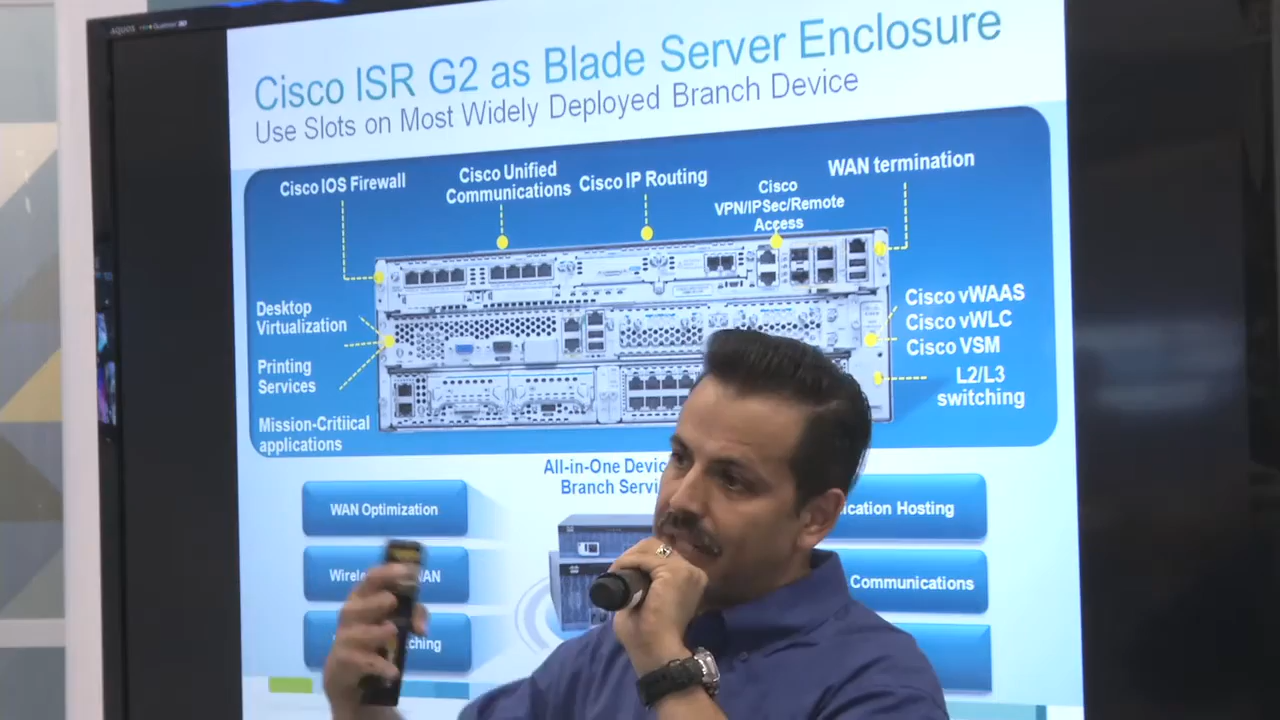 AQUOS
Cisco ISR G2 as Blade Server Enclosure
Use Slots on Most Widely Deployed Branch Device
Cisco IOS Firewall
Cisco Unified
Communications
Cisco IP Routing
Cisco
VPN/IPSec/Remote
Access
WAN termination
Desktop
Virtualization
Printing
Services
Mission-Critiical
applications
Cisco vWAAS
Cisco vWLC
Cisco VSM
L2/L3
switching
All-in-One Devic
Branch Servi
WAN Optimization
Wirele
AN
ching
ication Hosting
Communications